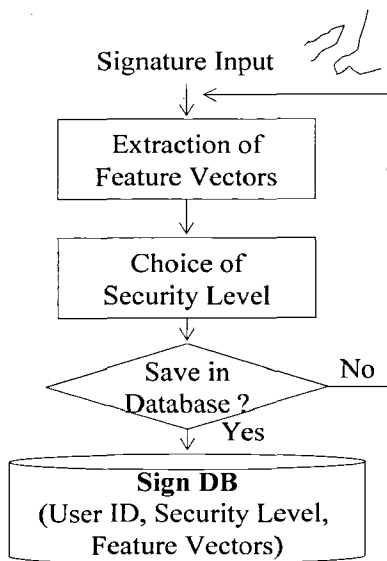 Signature Input
Extraction of
Feature Vectors
Choice of
Security Level
Save in
Database ?
No
Yes
Sign DB
(User ID, Security Level,
Feature Vectors)